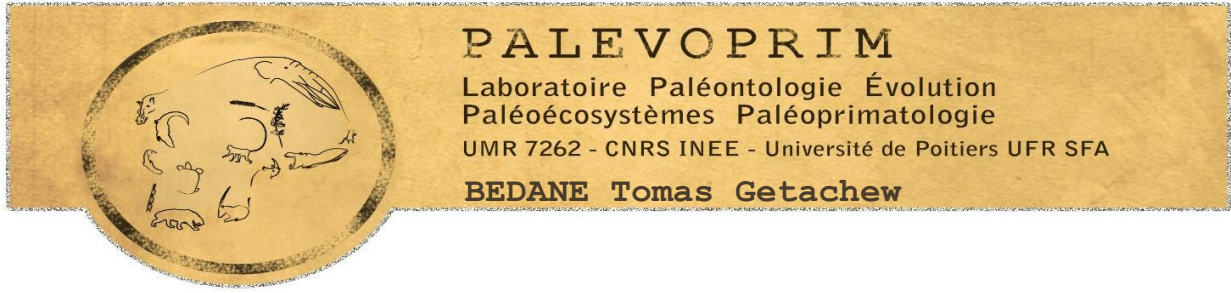 PALEVOPRIM
Laboratoire Paléontologie Évolution
Paléoécosystèmes Paléoprimatologie
UMR 7262 - CNRS INEE - Université de Poitiers UFR SFA
BEDANE Tomas Getachew